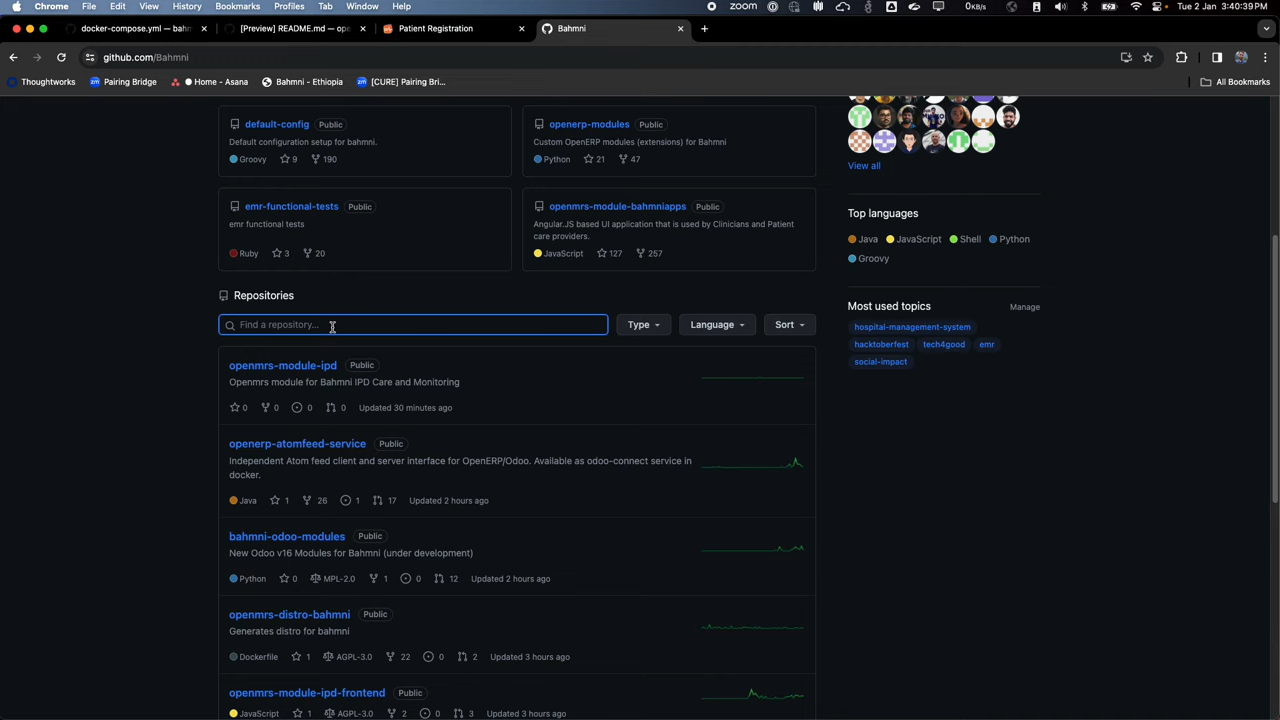 Chrome File Edit View History Bookmarks Profiles Tab Window Help
zoom 0KB/s Tue 2 Jan 4:10:39 PM
docker-compose.yml — bahm
[Preview] README.md — ope
Patient Registration
Bahmni
github.com/Bahmni
Thoughtworks Pairing Bridge Home - Asana Bahmni - Ethiopia [CURE] Pairing Bri... All Bookmarks
default-config Public
Default configuration setup for bahmni.
Groovy 9 190
openerp-modules Public
Custom OpenERP modules (extensions) for Bahmni
Python 21 47
emr-functional-tests Public
emr functional tests
Ruby 3 20
openmrs-module-bahmniapps Public
Angular.JS based UI application that is used by Clinicians and Patient
care providers.
JavaScript 127 257
Repositories
Find a repository... Type Language Sort
openmrs-module-ipd Public
Openmrs module for Bahmni IPD Care and Monitoring
0 0 0 0 Updated 30 minutes ago
openerp-atomfeed-service Public
Independent Atom feed client and server interface for OpenERP/Odoo. Available as odoo-connect service in
docker.
Java 1 26 1 17 Updated 2 hours ago
bahmni-odoo-modules Public
New Odoo v16 Modules for Bahmni (under development)
Python 0 MPL-2.0 1 0 12 Updated 2 hours ago
openmrs-distro-bahmni Public
Generates distro for bahmni
Dockerfile 1 AGPL-3.0 22 0 2 Updated 3 hours ago
openmrs-module-ipd-frontend Public
JavaScript 1 AGPL-3.0 2 0 3 Updated 3 hours ago
View all
Top languages
Java JavaScript Shell Python
Groovy
Most used topics Manage
hospital-management-system
hacktoberfest tech4good emr
social-impact